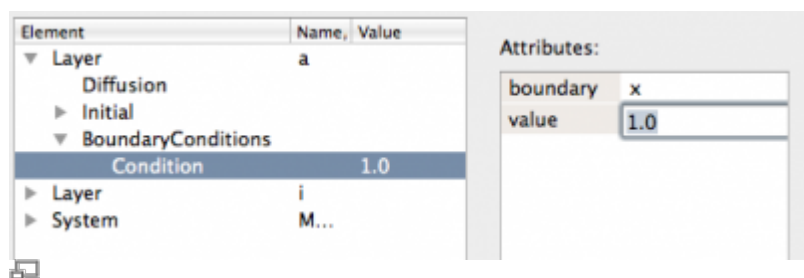 Element Name, Value
Layer a
Diffusion
Initial
BoundaryConditions
Condition 1.0
Layer i
System M...
Attributes:
boundary x
value 1.0